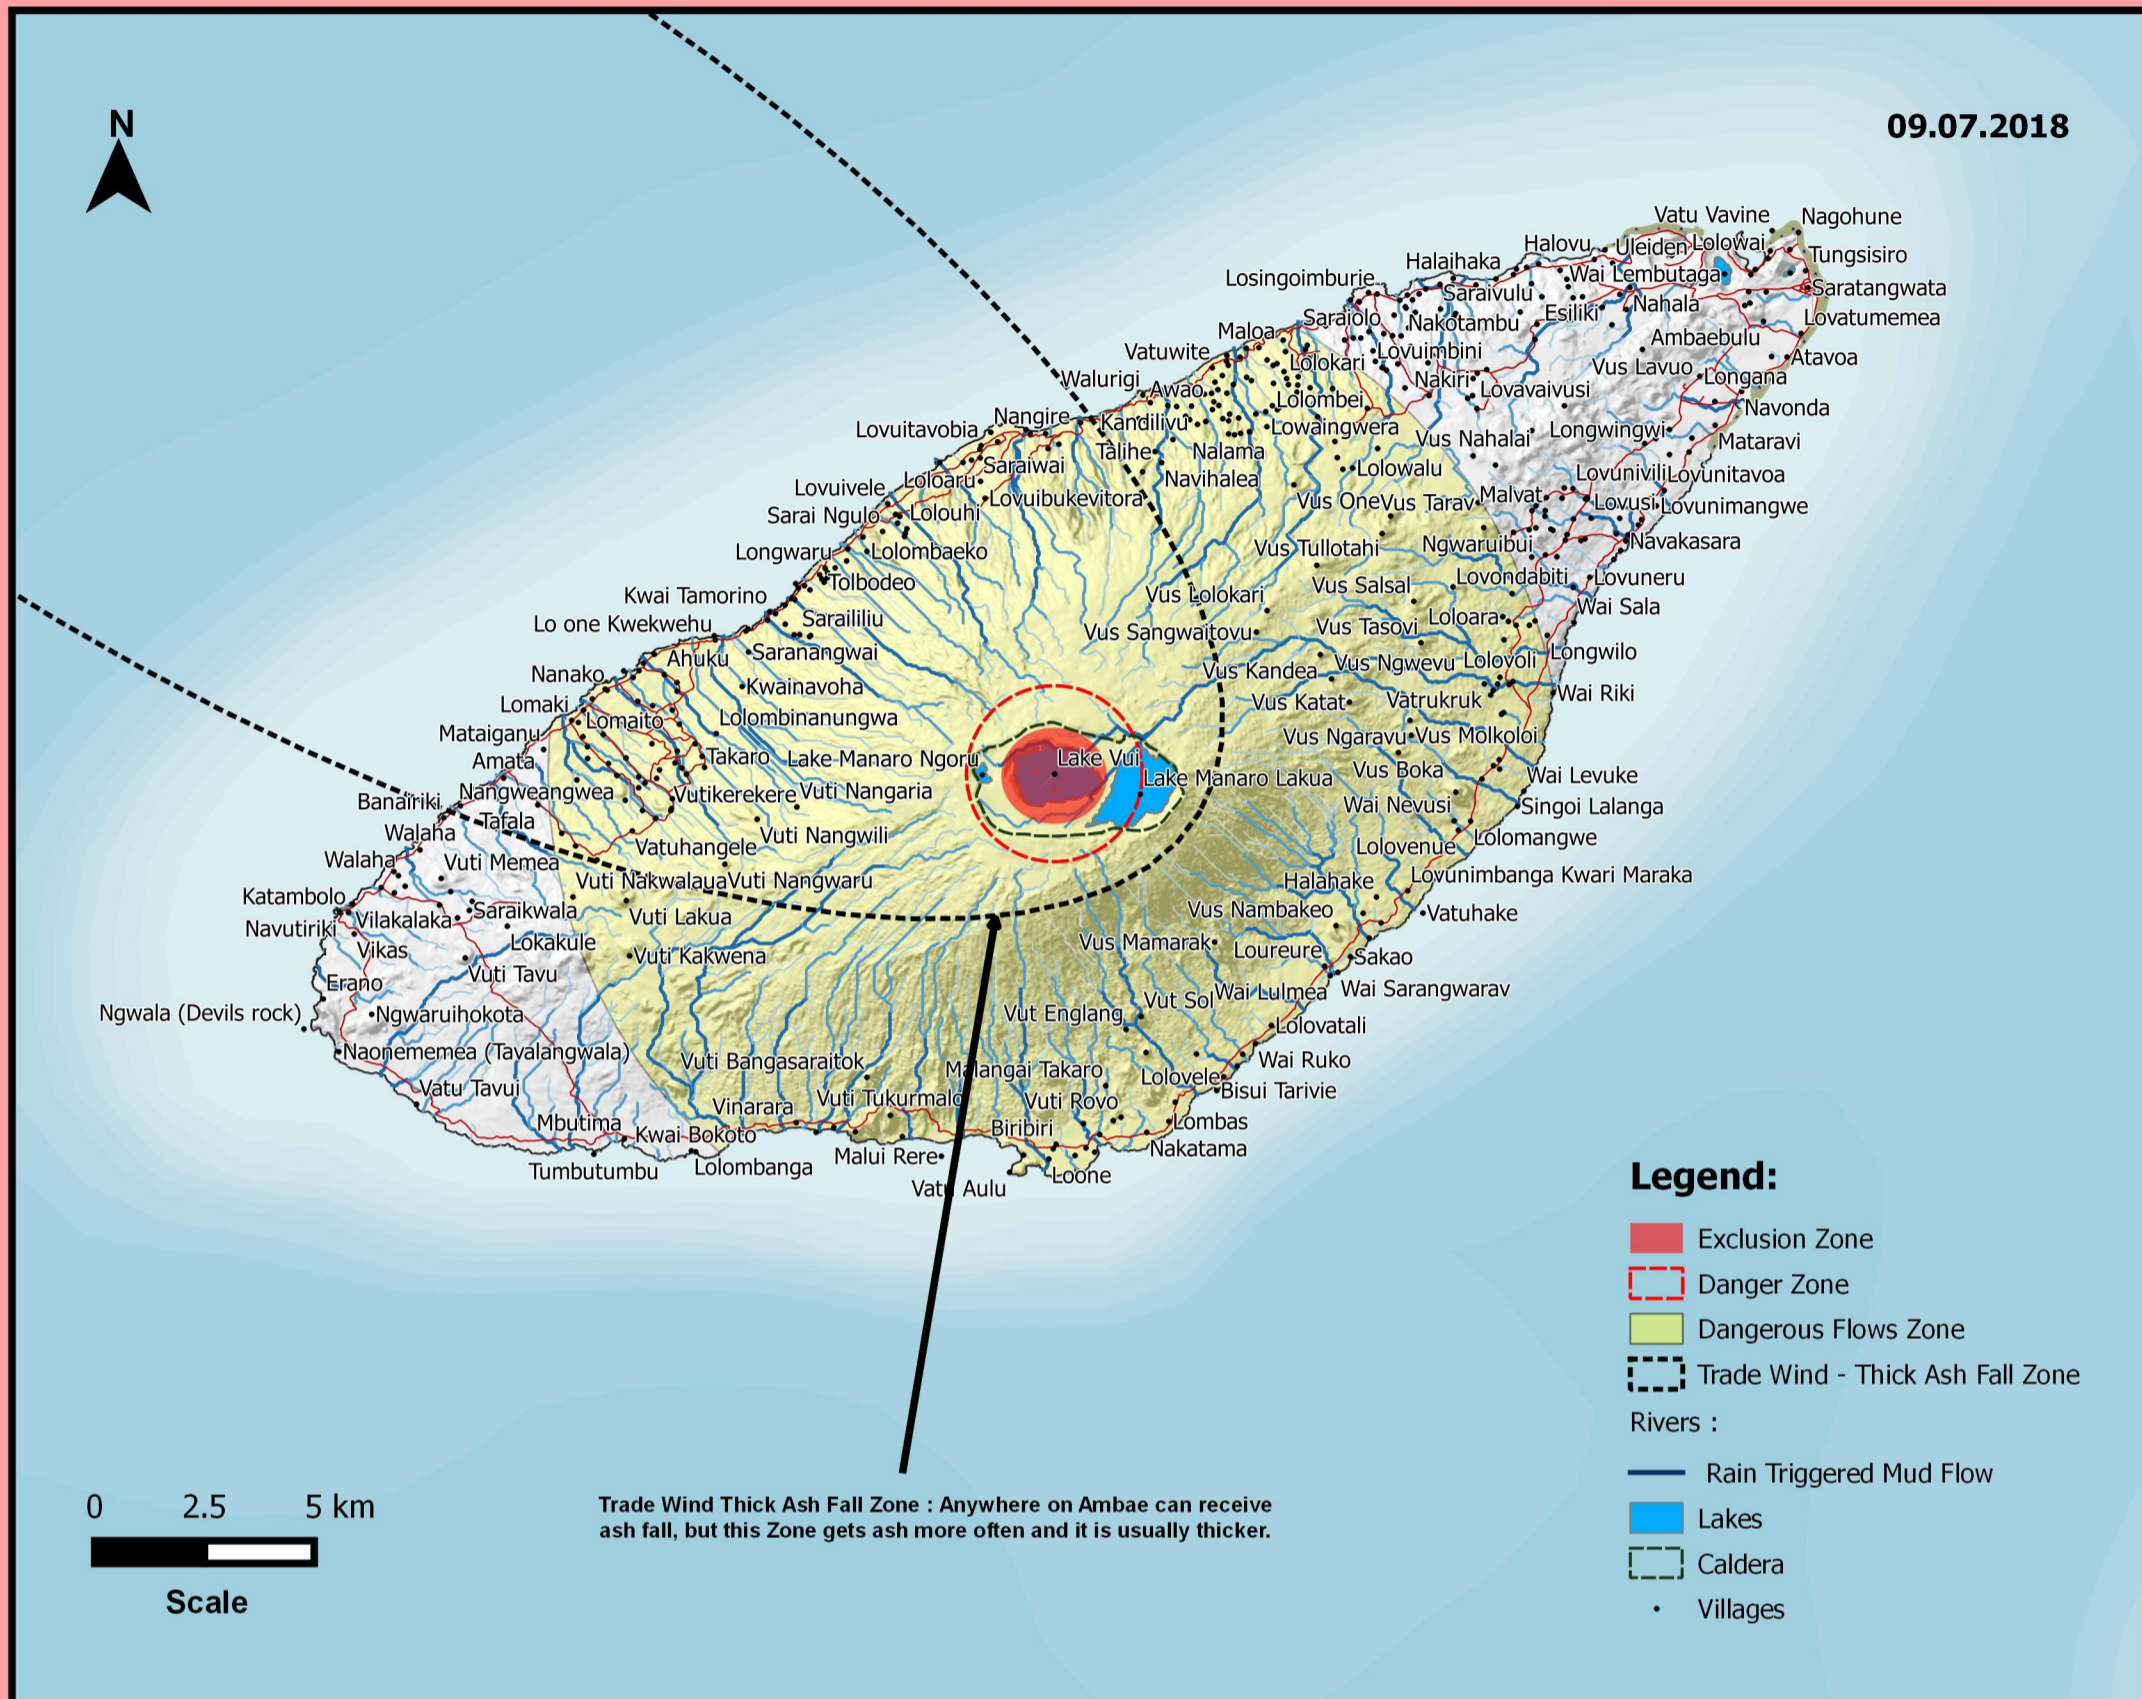 N
09.07.2018
Vatu Vavine
Nagohune
Halovu
Uleiden
Lolowai
Tungsisiro
Halaihaka
Wai Lembutaga
Losingoimburie
Saraivulu
Saratangwata
Nahala
Esiliki
Saraiolo
Nakotambu
Lovatumemea
Maloa
Ambaebulu
Vatuwite
Lovuimbini
Atavoa
Lolokari
Vus Lavuo
Walurigi
Awao
Nakiri
Lovavaivusi
Longana
Lolombei
Navonda
Nangire
Kandilivu
Lowaingwera
Lovuitavobia
Vus Nahalai
Longwingwi
Mataravi
Talihe
Nalama
Saraiwai
Lolowalu
Loloaru
Navihalea
Lovunivili
Lovunitavoa
Lovuivele
Lovuibukevitora
Vus One
Vus Tarav
Malvat
Lovusi
Lovunimangwe
Sarai Ngulo
Lolouhi
Longwaru
Lolombaeko
Vus Tullotahi
Ngwaruibui
Navakasara
Tolbodeo
Vus Salsal
Lovondabiti
Lovuneru
Kwai Tamorino
Vus Lolokari
Wai Sala
Lo one Kwekwehu
Sarailiiu
Vus Sangwaitovu
Vus Tasovi
Loloara
Ahuku
Saranangwai
Longwilo
Nanako
Vus Kandea
Vus Ngwevu
Lolovoli
Kwainavoha
Wai Riki
Lomaki
Vus Katat
Vatrukruk
Lomaito
Lolombinanungwa
Mataiganu
Vus Ngaravu
Vus Molkoloi
Amata
Takaro
Lake Manaro Ngoru
Lake Vui
Vus Boka
Wai Levuke
Lake Manaro Lakua
Banairiki
Nangweangwea
Vutikerekere
Vuti Nangaria
Wai Nevusi
Singoi Lalanga
Tafala
Walaha
Vatuhangele
Vuti Nangwili
Lolovenue
Lolomangwe
Walaha
Vuti Memea
Vuti Nakwalaua
Vuti Nangwaru
Halahake
Lovunimbanga Kwari Maraka
Katambolo
Saraikwala
Vuti Lakua
Vus Nambakeo
Vatuhake
Navutiriki
Vilakalaka
Vikas
Lokakule
Vuti Kakwena
Vus Mamarak
Loureure
Sakao
Erano
Vuti Tavu
Wai Lulmea
Wai Sarangwarav
Ngwala (Devils rock)
Ngwaruihokota
Vut Englang
Vut Sol
Lolovatali
Naonememea (Tavalangwala)
Vuti Bangasaraitok
Malangai Takaro
Wai Ruko
Vatu Tavui
Lolovele
Bisui Tarivie
Vinarara
Vuti Tukurmalo
Vuti Rovo
Mbutima
Kwai Bokoto
Biribiri
Lombas
Tumbutumbu
Lolombanga
Malui Rere
Nakatama
Vatu Aulu
Loone
Legend:
Exclusion Zone
Danger Zone
Dangerous Flows Zone
Trade Wind - Thick Ash Fall Zone
Rivers :
Rain Triggered Mud Flow
Lakes
Caldera
Villages
0 2.5 5 km
Scale
Trade Wind Thick Ash Fall Zone : Anywhere on Ambae can receive
ash fall, but this Zone gets ash more often and it is usually thicker.